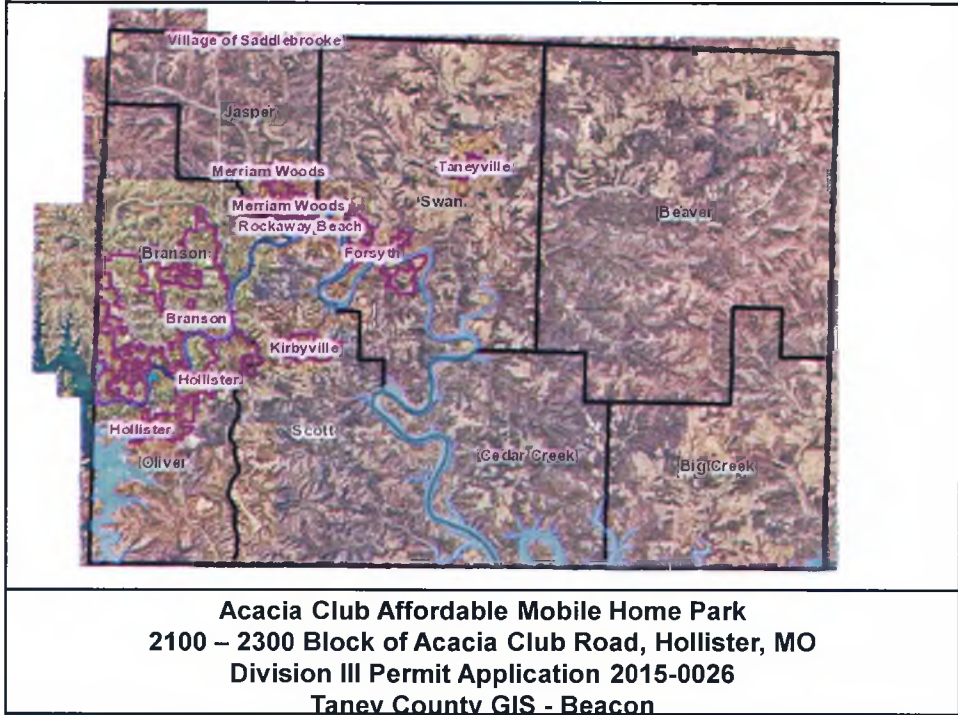 Village of Saddlebrooke
Jasper
Merriam Woods
Taneyville
Merriam Woods
Swan
Beaver
Rockaway Beach
Branson
Forsyth
Branson
Kirbyville
Hollister
Hollister
Scott
Oliver
Cedar Creek
Big Creek
Acacia Club Affordable Mobile Home Park
2100 – 2300 Block of Acacia Club Road, Hollister, MO
Division III Permit Application 2015-0026
Taney County GIS - Beacon